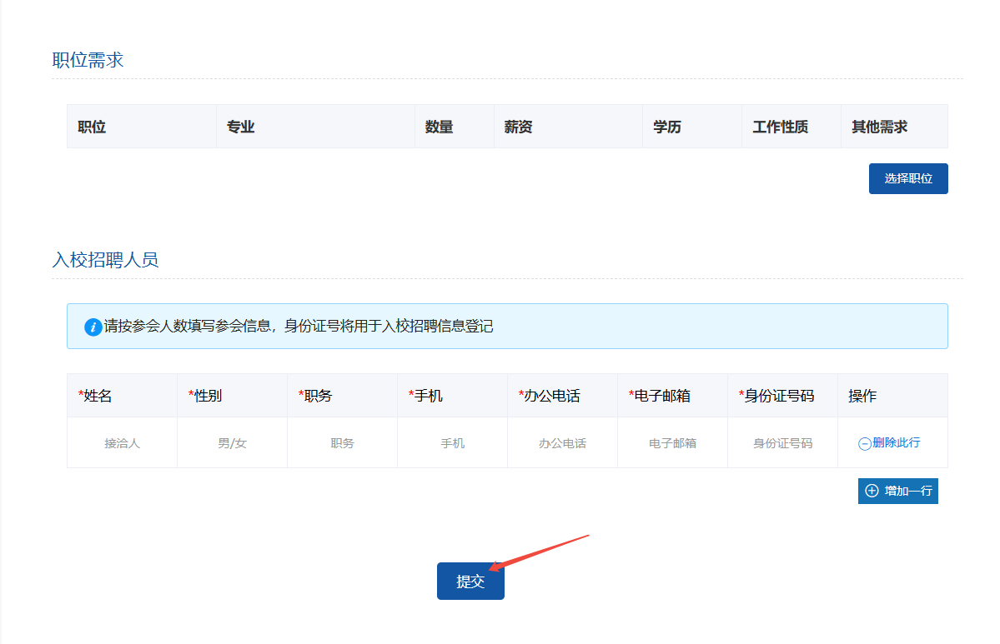 职位需求
职位 专业 数量 薪资 学历 工作性质 其他需求
选择职位
入校招聘人员
i 请按参会人数填写参会信息，身份证号将用于入校招聘信息登记
*姓名 *性别 *职务 *手机 *办公电话 *电子邮箱 *身份证号码 操作
接洽人 男/女 职务 手机 办公电话 电子邮箱 身份证号码 删除此行
增加一行
提交